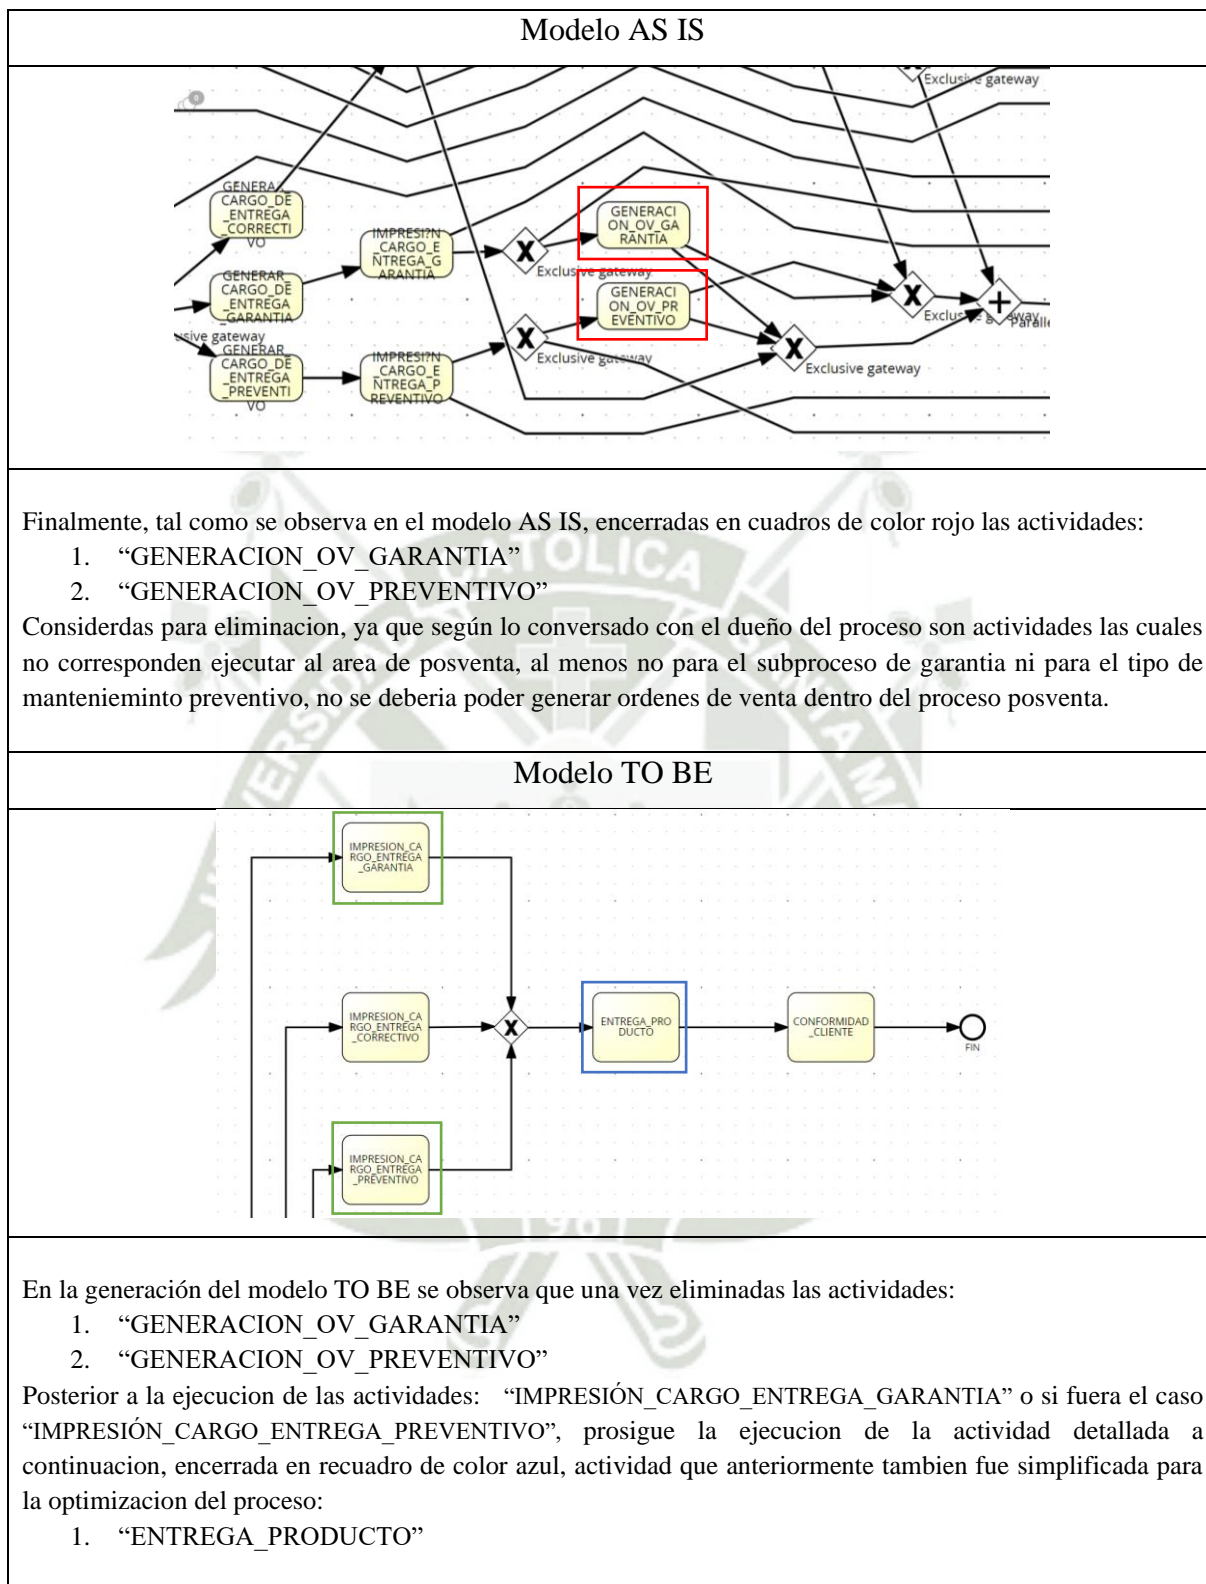 Modelo AS IS
Exclusive gateway
0
GENERA
CARGO_DE
_ENTREGA
_CORRECTI
VO
GENERACI
ON_OV_GA
RANTIA
IMPRESI?N
_CARGO_E
NTREGA_G
ARANTIA
Exclusive gateway
GENERAR_
CARGO_DE
_ENTREGA
_GARANTIA
GENERACI
ON_OV_PR
EVENTIVO
Exclusive gateway
Paralle
usive gateway
GENERAR_
CARGO_DE
_ENTREGA
_PREVENTI
VO
IMPRESI?N
_CARGO_E
NTREGA_P
REVENTIVO
Exclusive gateway
Exclusive gateway
Finalmente, tal como se observa en el modelo AS IS, encerradas en cuadros de color rojo las actividades:
1. “GENERACION_OV_GARANTIA”
2. “GENERACION_OV_PREVENTIVO”
Considerdas para eliminacion, ya que según lo conversado con el dueño del proceso son actividades las cuales
no corresponden ejecutar al area de posventa, al menos no para el subproceso de garantia ni para el tipo de
mantenieminto preventivo, no se deberia poder generar ordenes de venta dentro del proceso posventa.
Modelo TO BE
IMPRESION_CA
RGO_ENTREGA
_GARANTIA
IMPRESION_CA
RGO_ENTREGA
_CORRECTIVO
ENTREGA_PRO
DUCTO
CONFORMIDAD
_CLIENTE
FIN
IMPRESION_CA
RGO_ENTREGA
_PREVENTIVO
En la generación del modelo TO BE se observa que una vez eliminadas las actividades:
1. “GENERACION_OV_GARANTIA”
2. “GENERACION_OV_PREVENTIVO”
Posterior a la ejecucion de las actividades: “IMPRESIÓN_CARGO_ENTREGA_GARANTIA” o si fuera el caso
“IMPRESIÓN_CARGO_ENTREGA_PREVENTIVO”, prosigue la ejecucion de la actividad detallada a
continuacion, encerrada en recuadro de color azul, actividad que anteriormente tambien fue simplificada para
la optimizacion del proceso:
1. “ENTREGA_PRODUCTO”